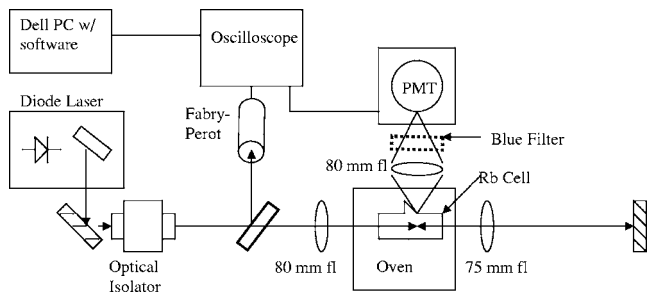 Dell PC w/
software
Oscilloscope
PMT
Diode Laser
Fabry-
Perot
Blue Filter
80 mm fl
Rb Cell
Optical
Isolator
80 mm fl
Oven
75 mm fl